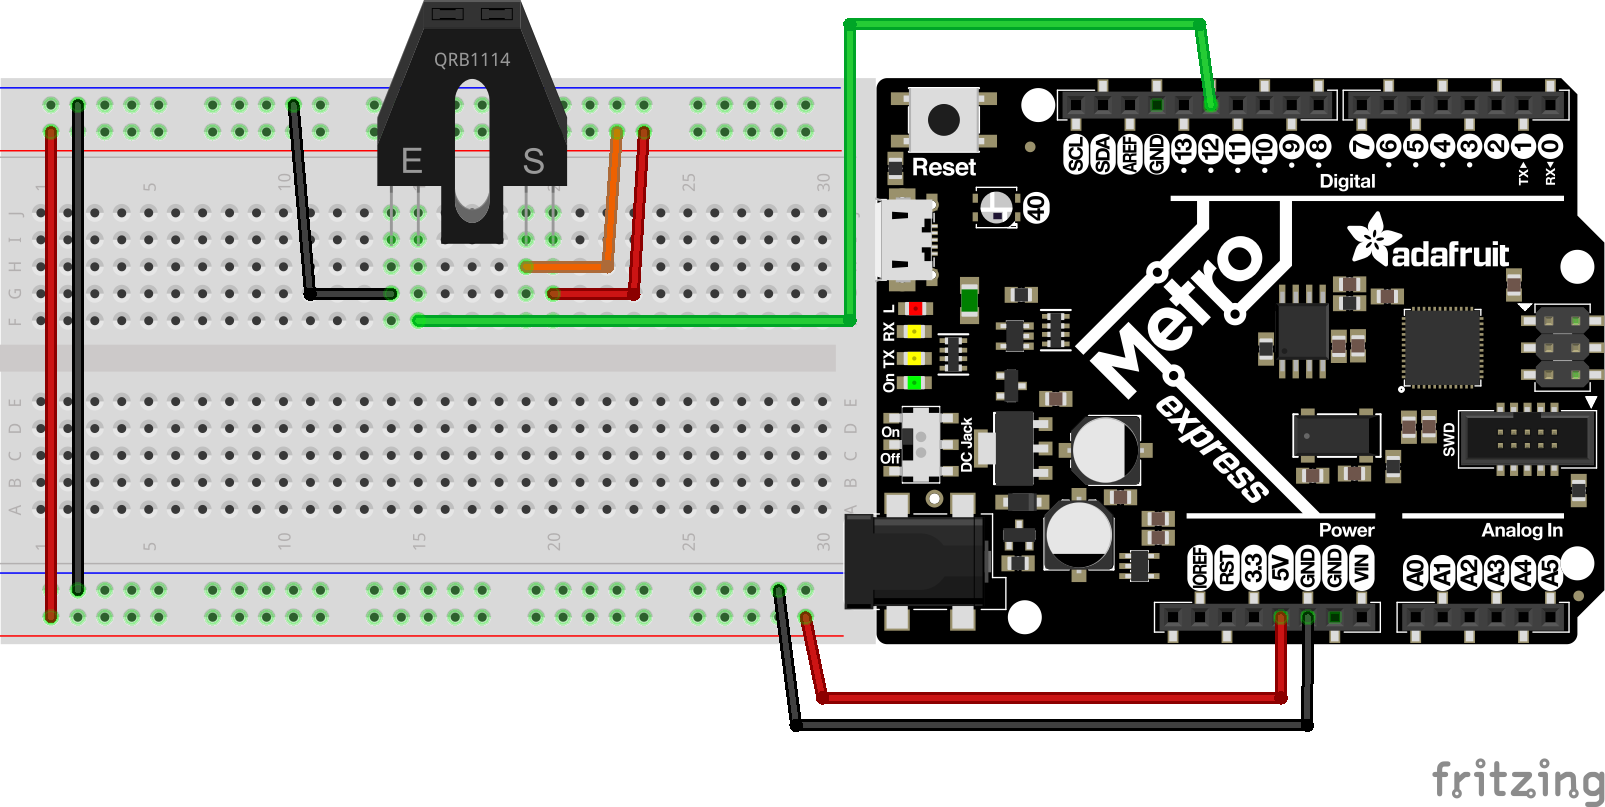 QRB1114
E S
1 5 10 25 30
J
I
H
G
F
E E
D D
C C
B B
A A
1 5 10 15 20 25 30
Reset
40
SCL SDA AREF GND 13 12 11 10 9 8 7 6 5 4 3 2 1 0
TX RX
Digital
adafruit
Metro
express
L
RX
TX
On
On
Off
DC Jack
SWD
Power Analog In
IOREF RST 3.3 5V GND GND VIN A0 A1 A2 A3 A4 A5
fritzing